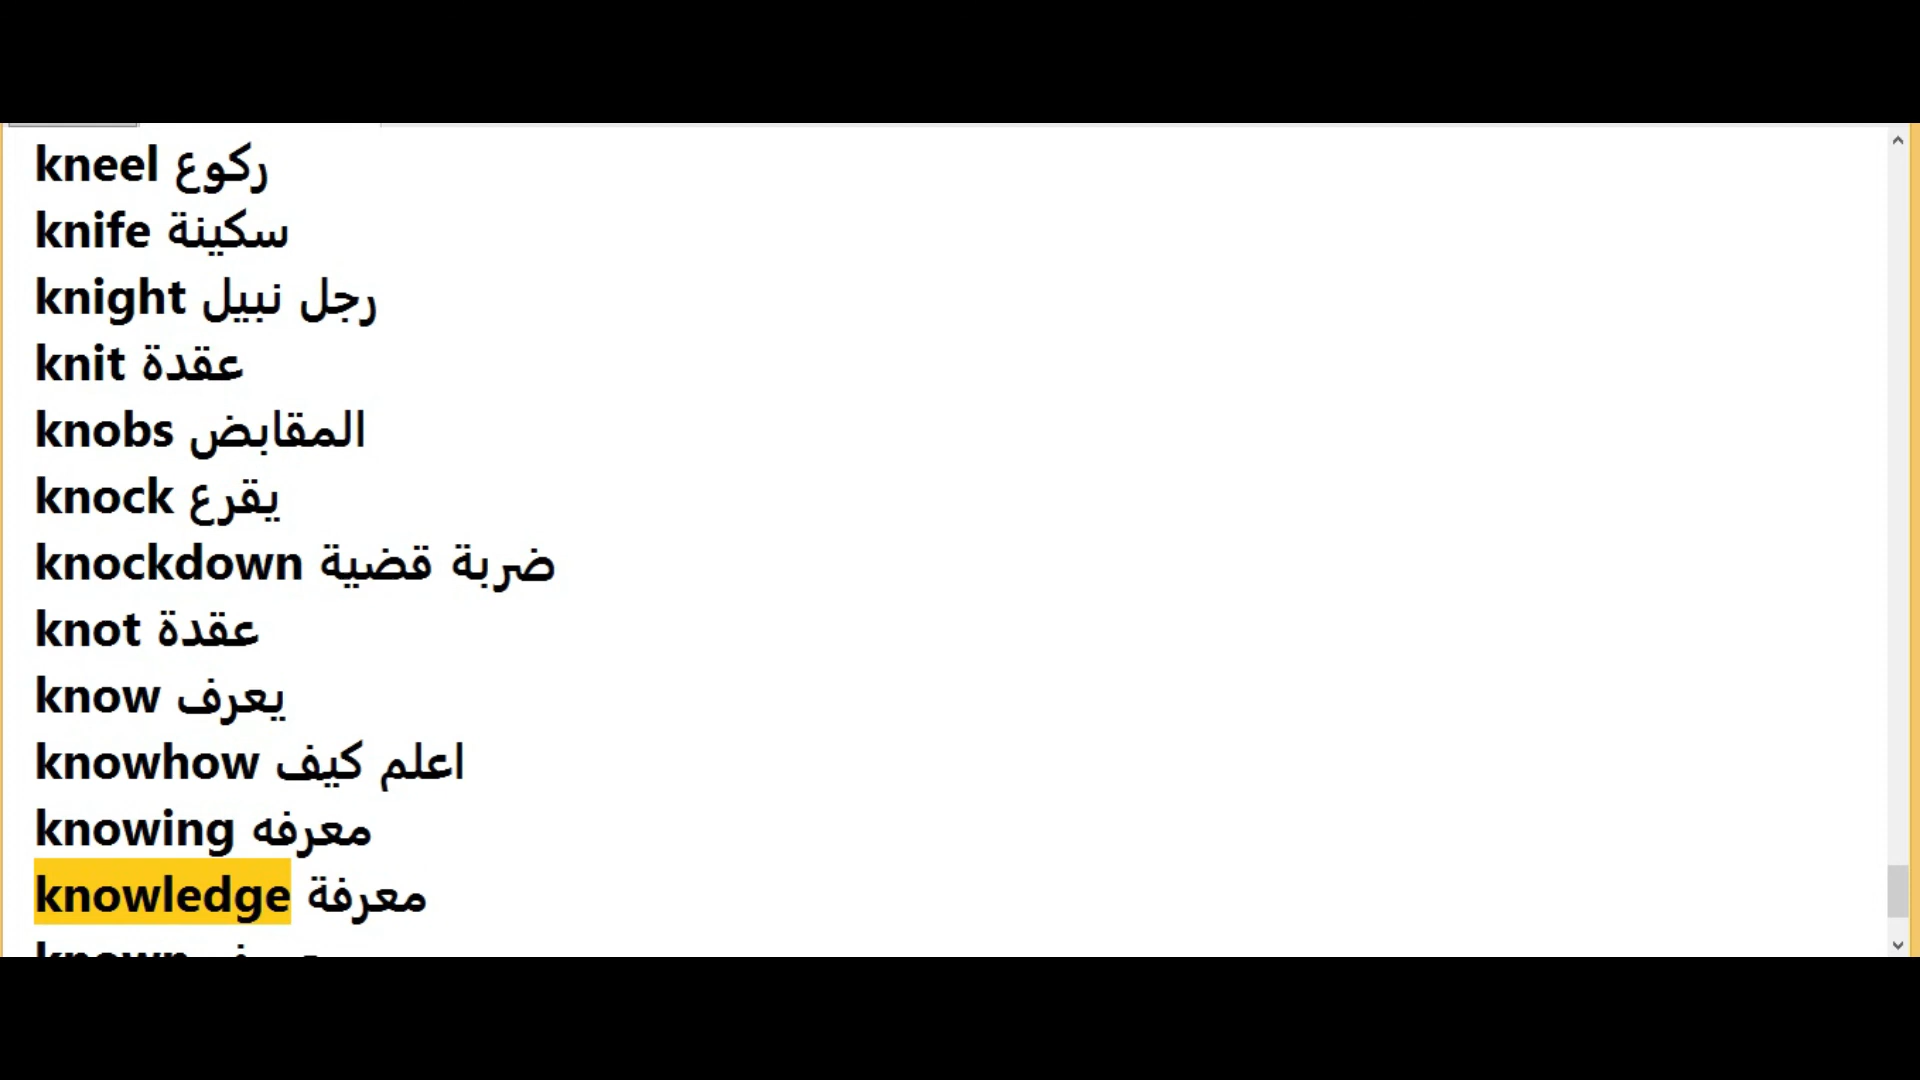 kneel ركوع
knife سكينة
knight رجل نبيل
knit عقدة
knobs المقابض
knock يقرع
knockdown ضربة قضية
knot عقدة
know يعرف
knowhow اعلم كيف
knowing معرفه
knowledge معرفة
known